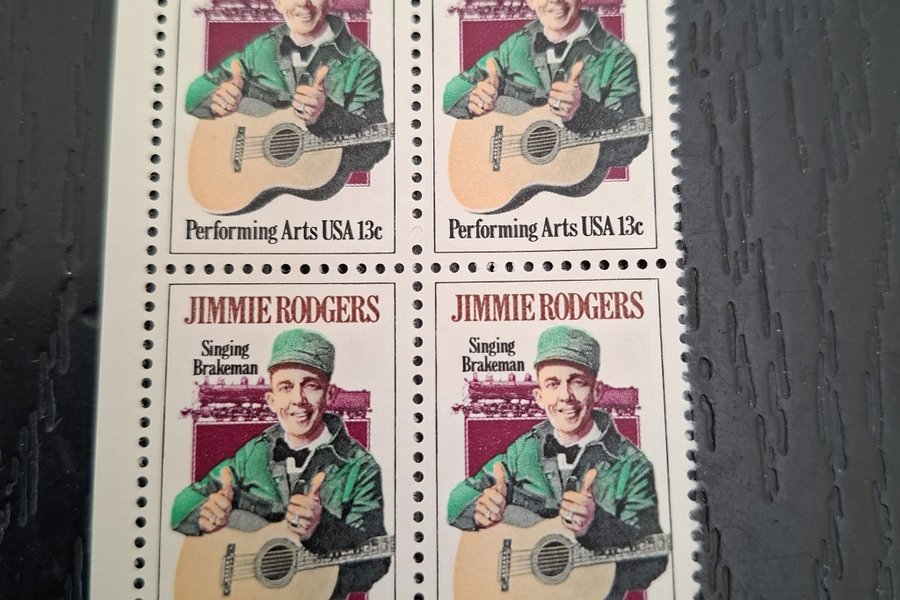 Performing Arts USA 13c
Performing Arts USA 13c
JIMMIE RODGERS
Singing
Brakeman
JIMMIE RODGERS
Singing
Brakeman